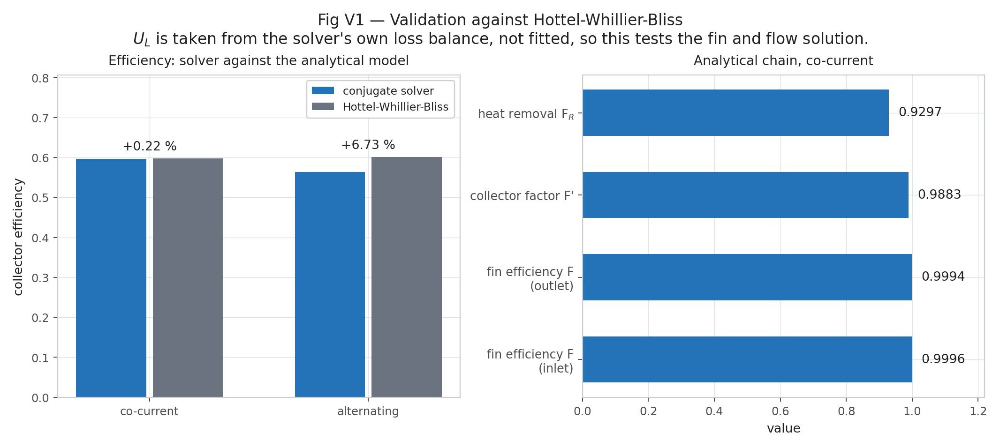 Fig V1 — Validation against Hottel-Whillier-Bliss
U_L is taken from the solver's own loss balance, not fitted, so this tests the fin and flow solution.
Efficiency: solver against the analytical model
0.8
0.7
0.6
0.5
0.4
0.3
0.2
0.1
0.0
collector efficiency
conjugate solver
Hottel-Whillier-Bliss
+0.22 %
+6.73 %
co-current
alternating
Analytical chain, co-current
heat removal F_R
0.9297
collector factor F'
0.9883
fin efficiency F
(outlet)
0.9994
fin efficiency F
(inlet)
0.9996
0.0
0.2
0.4
0.6
0.8
1.0
1.2
value